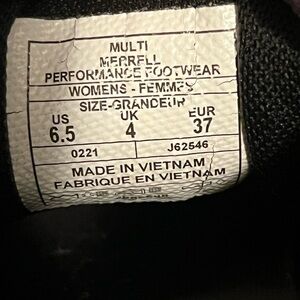 MULTI
MERRELL
PERFORMANCE FOOTWEAR
WOMENS - FEMMES
SIZE-GRANDEUR
US UK EUR
6.5 4 37
0221 J62546
MADE IN VIETNAM
FABRIQUE EN VIETNAM